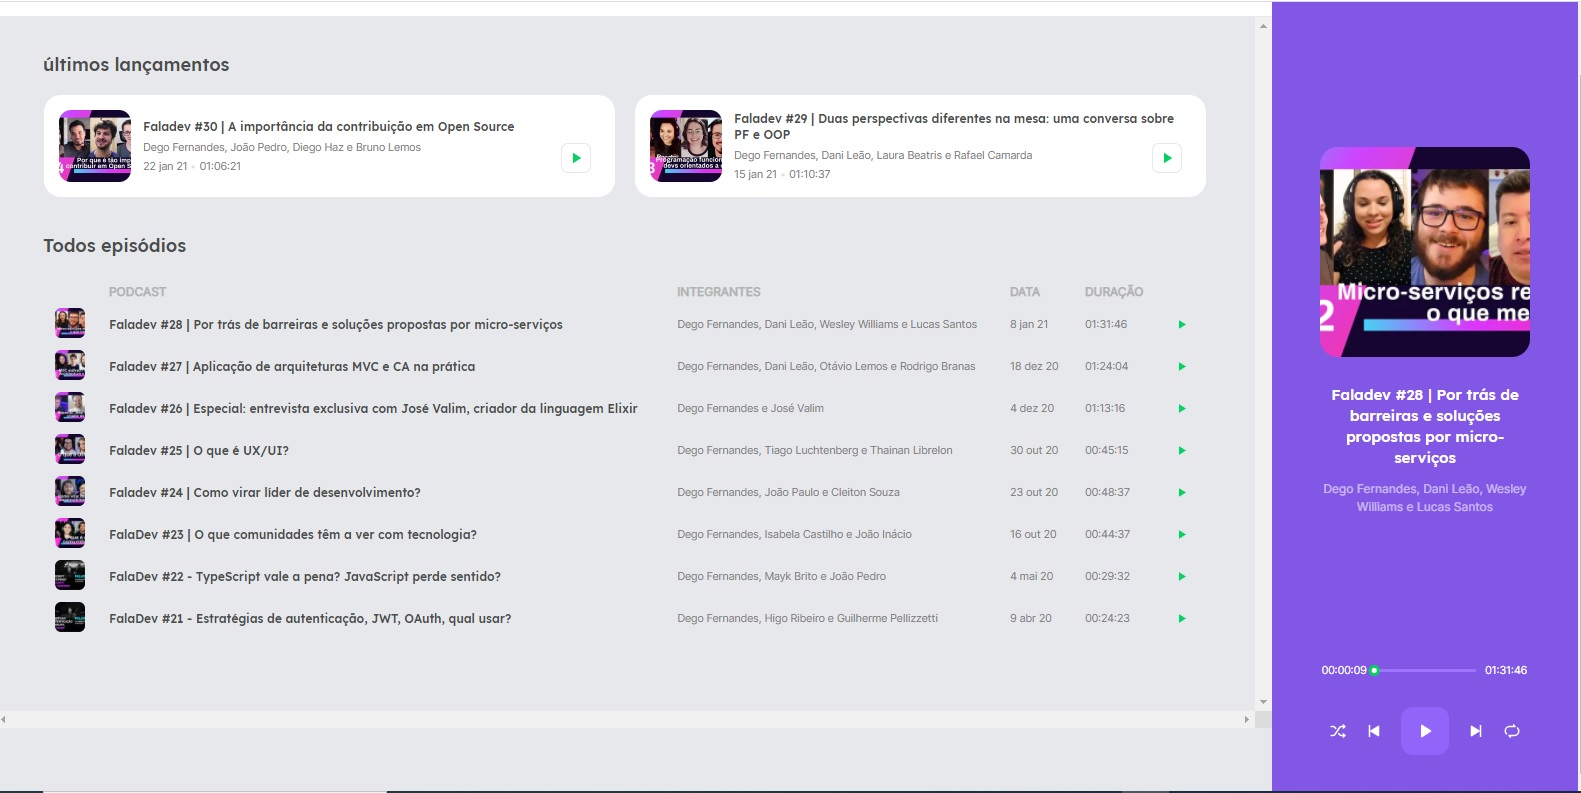 últimos lançamentos
Faladev #30 | A importância da contribuição em Open Source
Dego Fernandes, João Pedro, Diego Haz e Bruno Lemos
22 jan 21 • 01:06:21
Faladev #29 | Duas perspectivas diferentes na mesa: uma conversa sobre
PF e OOP
Dego Fernandes, Dani Leão, Laura Beatris e Rafael Camarda
15 jan 21 • 01:10:37
Todos episódios
PODCAST INTEGRANTES DATA DURAÇÃO
Faladev #28 | Por trás de barreiras e soluções propostas por micro-serviços Dego Fernandes, Dani Leão, Wesley Williams e Lucas Santos 8 jan 21 01:31:46
Faladev #27 | Aplicação de arquiteturas MVC e CA na prática Dego Fernandes, Dani Leão, Otávio Lemos e Rodrigo Branas 18 dez 20 01:24:04
Faladev #26 | Especial: entrevista exclusiva com José Valim, criador da linguagem Elixir Dego Fernandes e José Valim 4 dez 20 01:13:16
Faladev #25 | O que é UX/UI? Dego Fernandes, Tiago Luchtenberg e Thainan Librelon 30 out 20 00:45:15
Faladev #24 | Como virar líder de desenvolvimento? Dego Fernandes, João Paulo e Cleiton Souza 23 out 20 00:48:37
FalaDev #23 | O que comunidades têm a ver com tecnologia? Dego Fernandes, Isabela Castilho e João Inácio 16 out 20 00:44:37
FalaDev #22 - TypeScript vale a pena? JavaScript perde sentido? Dego Fernandes, Mayk Brito e João Pedro 4 mai 20 00:29:32
FalaDev #21 - Estratégias de autenticação, JWT, OAuth, qual usar? Dego Fernandes, Higo Ribeiro e Guilherme Pellizzetti 9 abr 20 00:24:23
Micro-serviços re
2 o que me
Faladev #28 | Por trás de
barreiras e soluções
propostas por micro-
serviços
Dego Fernandes, Dani Leão, Wesley
Williams e Lucas Santos
00:00:09 01:31:46